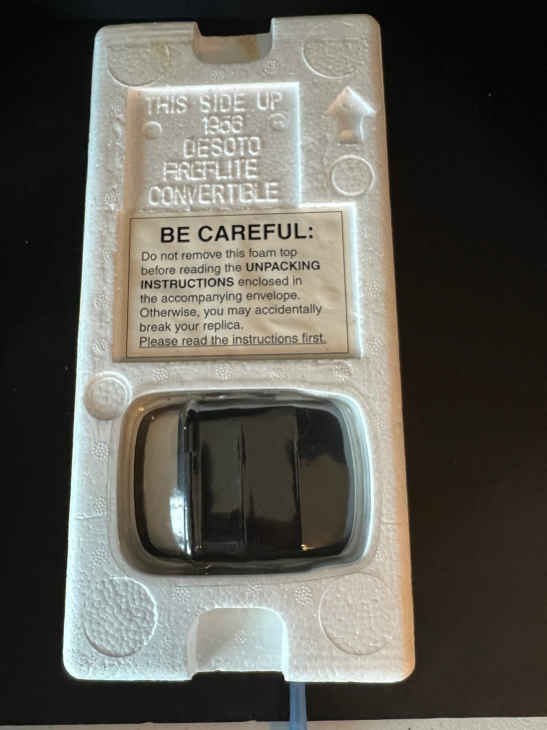 THIS SIDE UP
1956
DESOTO
FIREFLITE
CONVERTIBLE
BE CAREFUL:
Do not remove this foam top
before reading the UNPACKING
INSTRUCTIONS enclosed in
the accompanying envelope.
Otherwise, you may accidentally
break your replica.
Please read the instructions first.